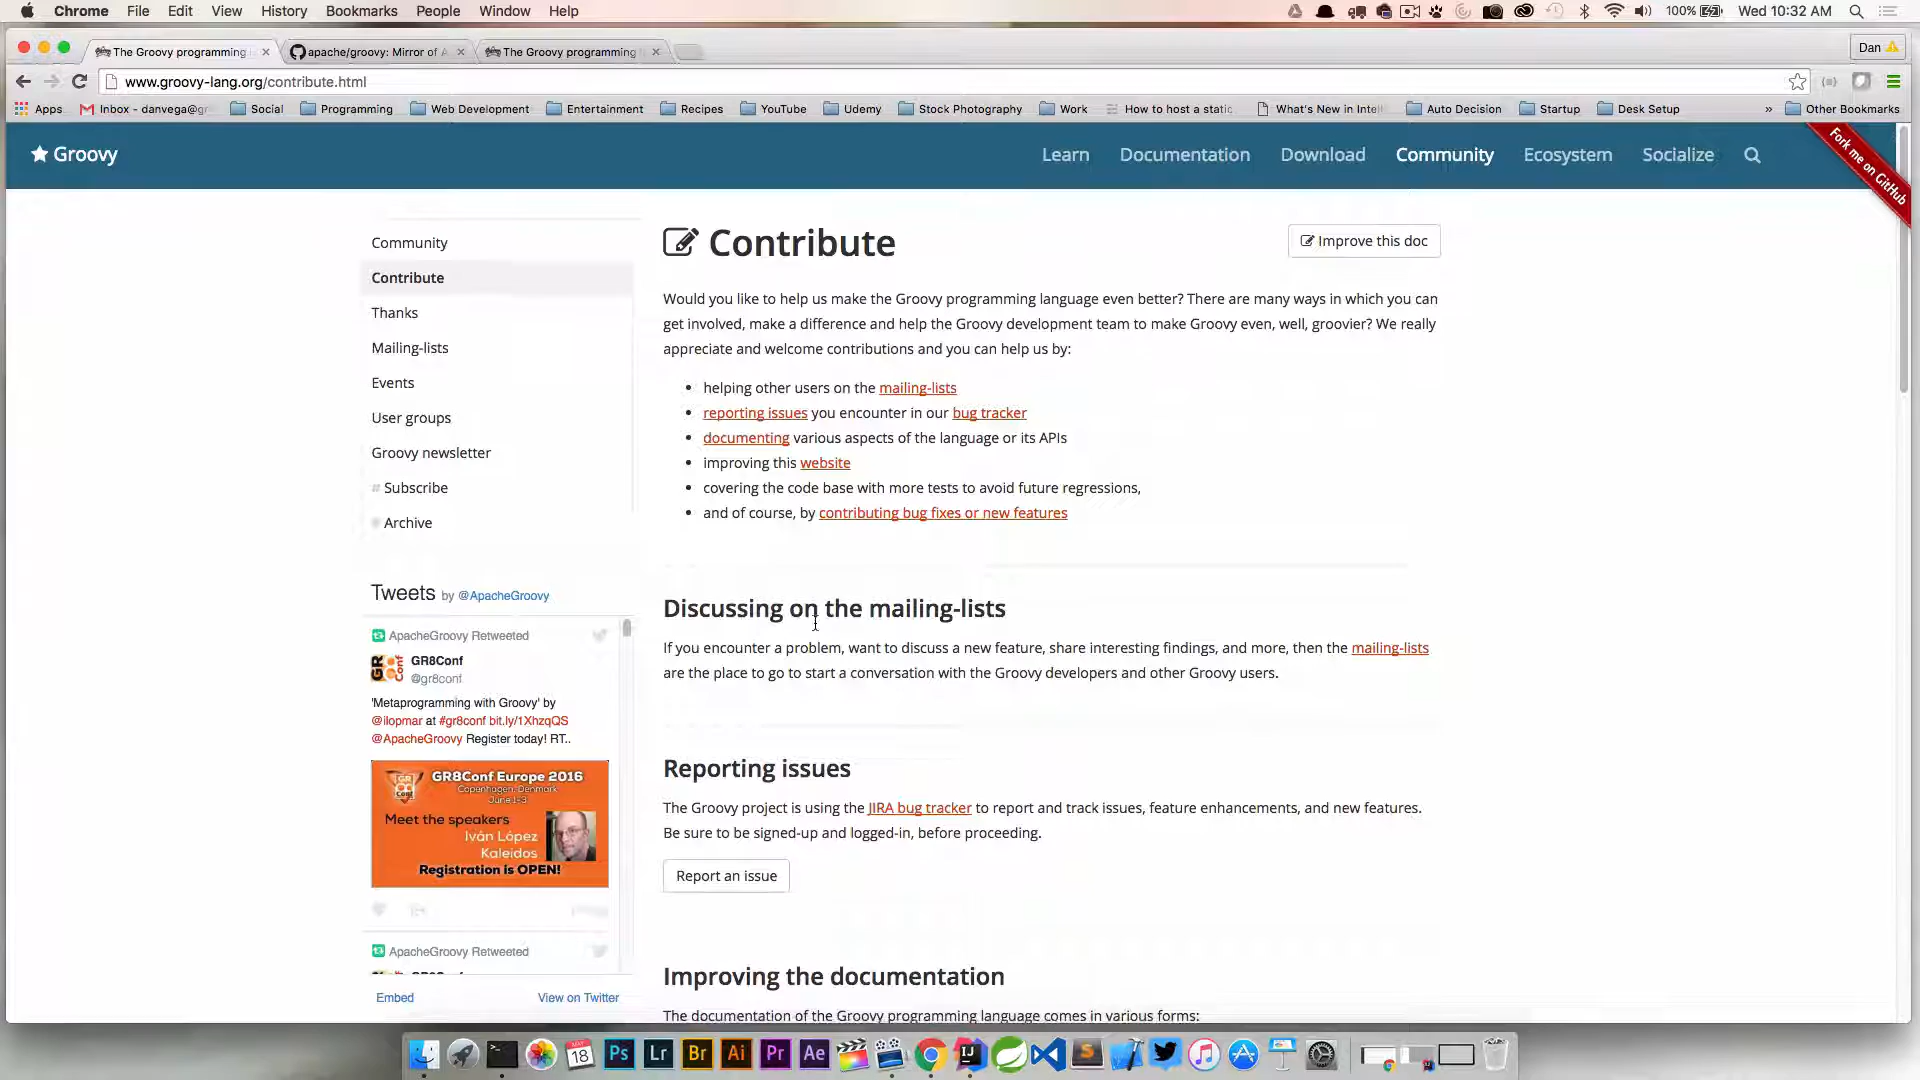 Chrome File Edit View History Bookmarks People Window Help 100% Wed 10:32 AM
The Groovy programming apache/groovy: Mirror of A The Groovy programming Dan
www.groovy-lang.org/contribute.html
Apps Inbox - danvega@gr Social Programming Web Development Entertainment Recipes YouTube Udemy Stock Photography Work How to host a static What's New in Intelli Auto Decision Startup Desk Setup » Other Bookmarks
Groovy Learn Documentation Download Community Ecosystem Socialize
Fork me on GitHub
Community
Contribute
Thanks
Mailing-lists
Events
User groups
Groovy newsletter
# Subscribe
# Archive
Tweets by @ApacheGroovy
ApacheGroovy Retweeted
GR8Conf
@gr8conf
'Metaprogramming with Groovy' by
@ilopmar at #gr8conf bit.ly/1XhzqQS
@ApacheGroovy Register today! RT..
GR8Conf Europe 2016
Copenhagen, Denmark
June 1-3
Meet the speakers
Iván López
Kaleidos
Registration is OPEN!
ApacheGroovy Retweeted
Embed View on Twitter
Contribute
Improve this doc
Would you like to help us make the Groovy programming language even better? There are many ways in which you can
get involved, make a difference and help the Groovy development team to make Groovy even, well, groovier? We really
appreciate and welcome contributions and you can help us by:
• helping other users on the mailing-lists
• reporting issues you encounter in our bug tracker
• documenting various aspects of the language or its APIs
• improving this website
• covering the code base with more tests to avoid future regressions,
• and of course, by contributing bug fixes or new features
Discussing on the mailing-lists
If you encounter a problem, want to discuss a new feature, share interesting findings, and more, then the mailing-lists
are the place to go to start a conversation with the Groovy developers and other Groovy users.
Reporting issues
The Groovy project is using the JIRA bug tracker to report and track issues, feature enhancements, and new features.
Be sure to be signed-up and logged-in, before proceeding.
Report an issue
Improving the documentation
The documentation of the Groovy programming language comes in various forms:
18 Ps Lr Br Ai Pr Ae IJ